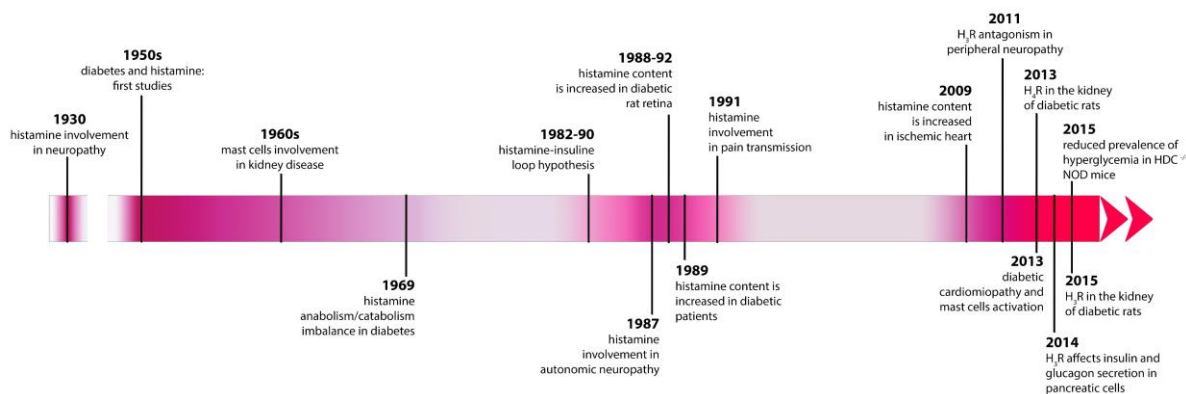 1930
histamine involvement
in neuropathy
1950s
diabetes and histamine:
first studies
1960s
mast cells involvement
in kidney disease
1969
histamine
anabolism/catabolism
imbalance in diabetes
1982-90
histamine-insuline
loop hypothesis
1987
histamine
involvement in
autonomic neuropathy
1988-92
histamine content
is increased in diabetic
rat retina
1989
histamine content is
increased in diabetic
patients
1991
histamine
involvement
in pain transmission
2009
histamine content
is increased
in ischemic heart
2011
H₃R antagonism in
peripheral neuropathy
2013
H₄R in the kidney
of diabetic rats
2013
diabetic
cardiomiopathy and
mast cells activation
2014
H₃R affects insulin and
glucagon secretion in
pancreatic cells
2015
reduced prevalence of
hyperglycemia in HDC⁻/⁻
NOD mice
2015
H₃R in the kidney
of diabetic rats